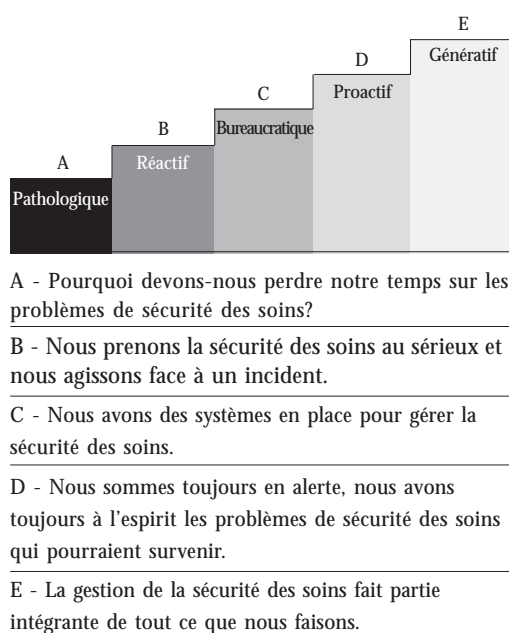 E
Génératif
D
Proactif
C
Bureaucratique
B
Réactif
A
Pathologique
A - Pourquoi devons-nous perdre notre temps sur les
problèmes de sécurité des soins?
B - Nous prenons la sécurité des soins au sérieux et
nous agissons face à un incident.
C - Nous avons des systèmes en place pour gérer la
sécurité des soins.
D - Nous sommes toujours en alerte, nous avons
toujours à l'espirit les problèmes de sécurité des soins
qui pourraient survenir.
E - La gestion de la sécurité des soins fait partie
intégrante de tout ce que nous faisons.